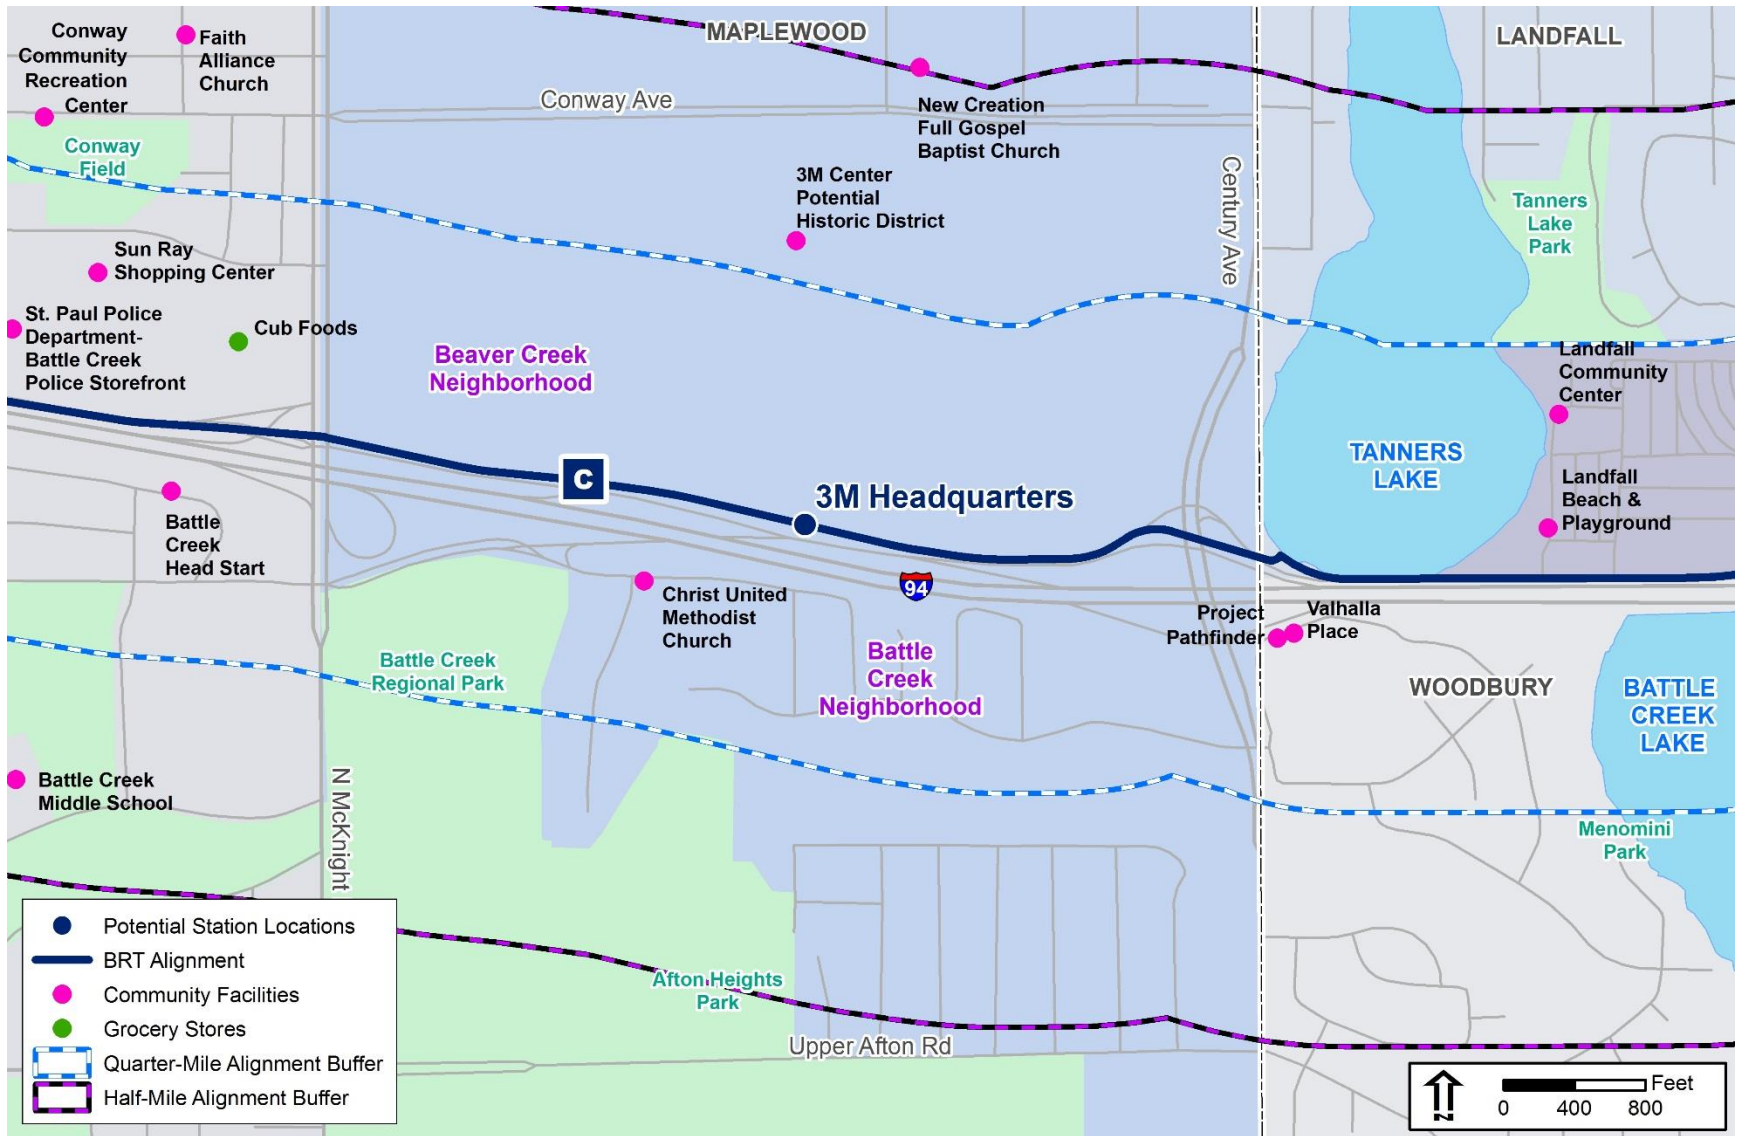 Conway
Community
Recreation
Center
Faith
Alliance
Church
MAPLEWOOD
LANDFALL
Conway Ave
New Creation
Full Gospel
Baptist Church
Conway
Field
3M Center
Potential
Historic District
Century Ave
Tanners
Lake
Park
Sun Ray
Shopping Center
St. Paul Police
Department-
Battle Creek
Police Storefront
Cub Foods
Beaver Creek
Neighborhood
Landfall
Community
Center
TANNERS
LAKE
C
3M Headquarters
Landfall
Beach &
Playground
Battle
Creek
Head Start
94
Christ United
Methodist
Church
Project
Pathfinder
Valhalla
Place
Battle Creek
Regional Park
Battle
Creek
Neighborhood
WOODBURY
BATTLE
CREEK
LAKE
Battle Creek
Middle School
N McKnight
Menomini
Park
Afton Heights
Park
Upper Afton Rd
Potential Station Locations
BRT Alignment
Community Facilities
Grocery Stores
Quarter-Mile Alignment Buffer
Half-Mile Alignment Buffer
N
Feet
0 400 800